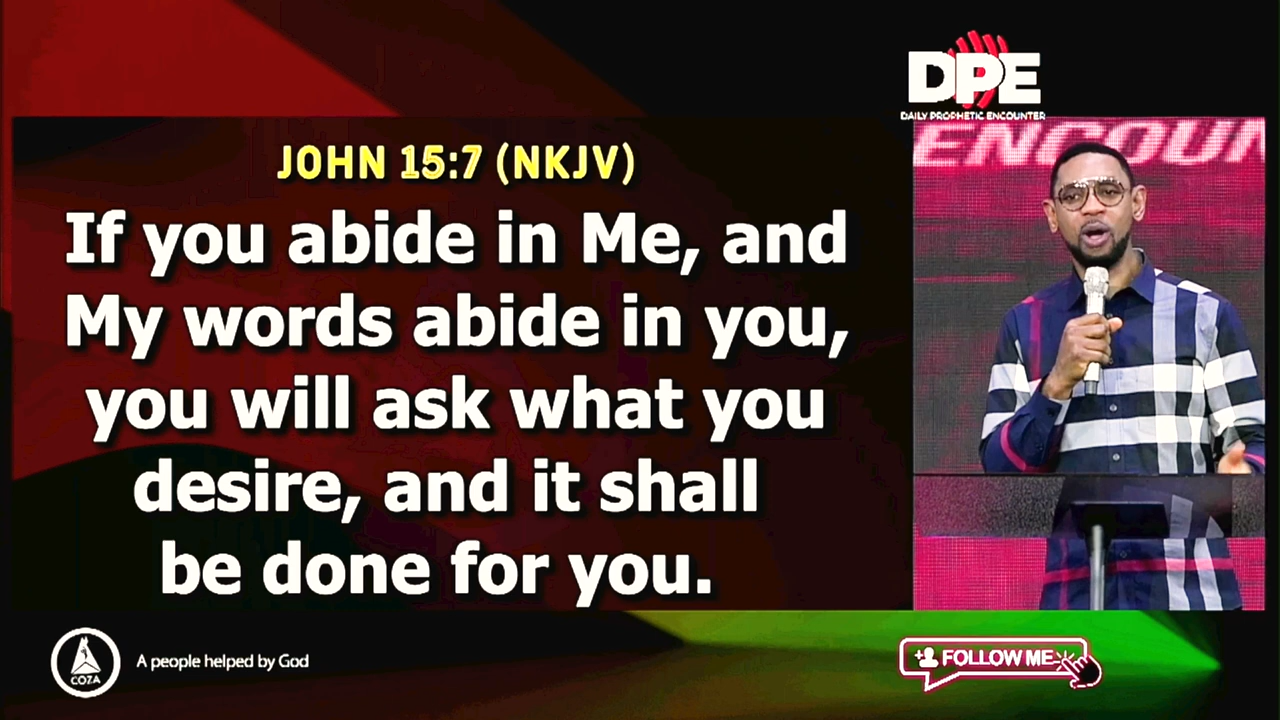 DPE
DAILY PROPHETIC ENCOUNTER
ENCOUN
JOHN 15:7 (NKJV)
If you abide in Me, and
My words abide in you,
you will ask what you
desire, and it shall
be done for you.
COZA
A people helped by God
FOLLOW ME